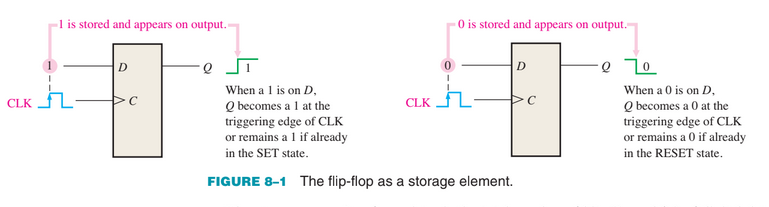 1 is stored and appears on output.
1
D
Q
1
CLK
C
When a 1 is on D,
Q becomes a 1 at the
triggering edge of CLK
or remains a 1 if already
in the SET state.
0 is stored and appears on output.
0
D
Q
0
CLK
C
When a 0 is on D,
Q becomes a 0 at the
triggering edge of CLK
or remains a 0 if already
in the RESET state.
FIGURE 8–1 The flip-flop as a storage element.